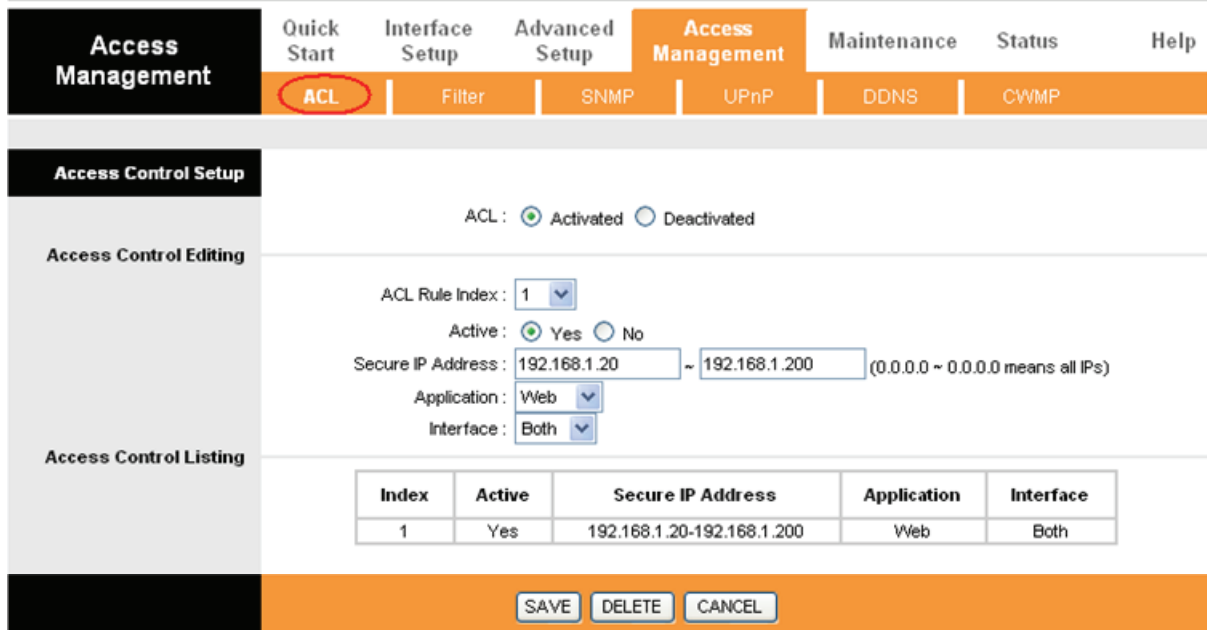 Access Management
Quick Start
Interface Setup
Advanced Setup
Access Management
Maintenance
Status
Help
ACL
Filter
SNMP
UPnP
DDNS
CWMP
Access Control Setup
ACL : Activated Deactivated
Access Control Editing
ACL Rule Index : 1
Active : Yes No
Secure IP Address : 192.168.1.20 ~ 192.168.1.200 (0.0.0.0 ~ 0.0.0.0 means all IPs)
Application : Web
Interface : Both
Access Control Listing
Index Active Secure IP Address Application Interface
1 Yes 192.168.1.20-192.168.1.200 Web Both
SAVE DELETE CANCEL